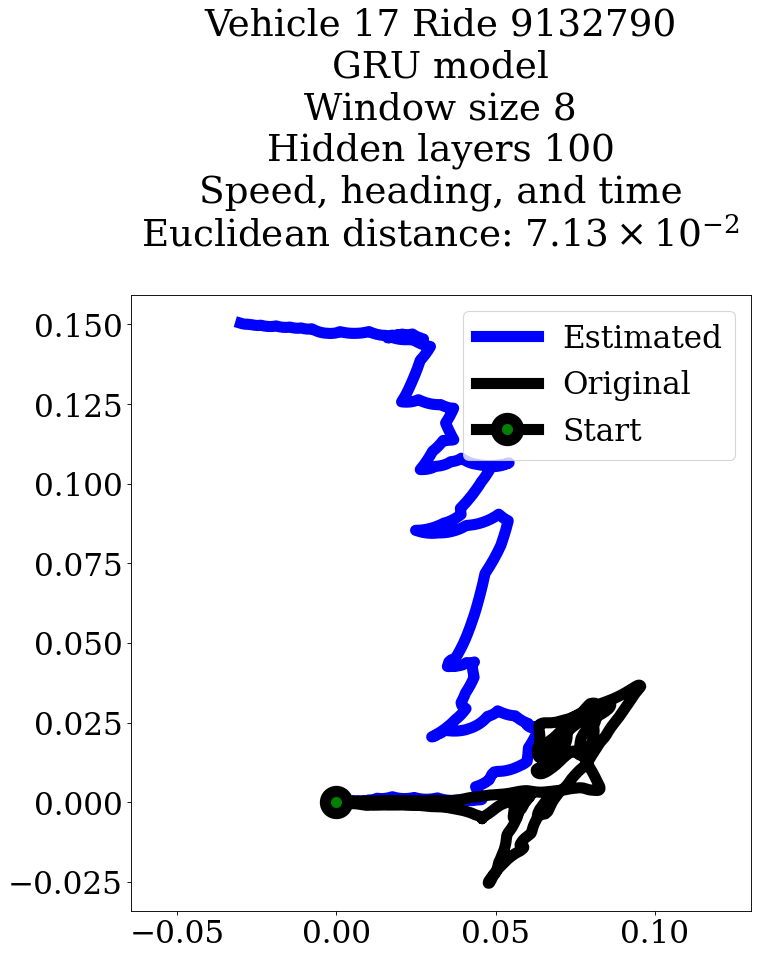 Vehicle 17 Ride 9132790
GRU model
Window size 8
Hidden layers 100
Speed, heading, and time
Euclidean distance: 7.13 × 10⁻²
Estimated
Original
Start
0.150
0.125
0.100
0.075
0.050
0.025
0.000
−0.025
−0.05 0.00 0.05 0.10